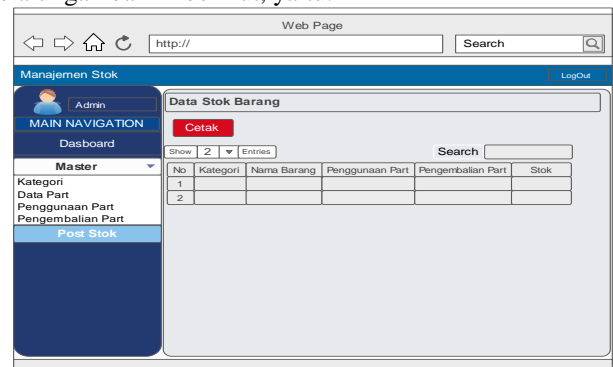 Web Page
http://
Search
Manajemen Stok
LogOut
Admin
MAIN NAVIGATION
Dasboard
Master
Kategori
Data Part
Penggunaan Part
Pengembalian Part
Post Stok
Data Stok Barang
Cetak
Show 2 Entries
Search
No Kategori Nama Barang Penggunaan Part Pengembalian Part Stok
1
2